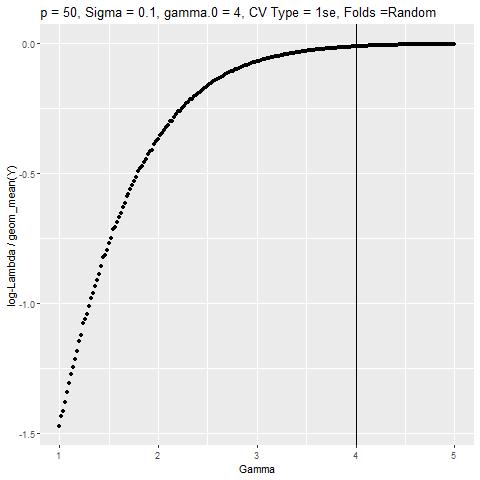 p = 50, Sigma = 0.1, gamma.0 = 4, CV Type = 1se, Folds =Random
log-Lambda / geom_mean(Y)
0.0
-0.5
-1.0
-1.5
1 2 3 4 5
Gamma